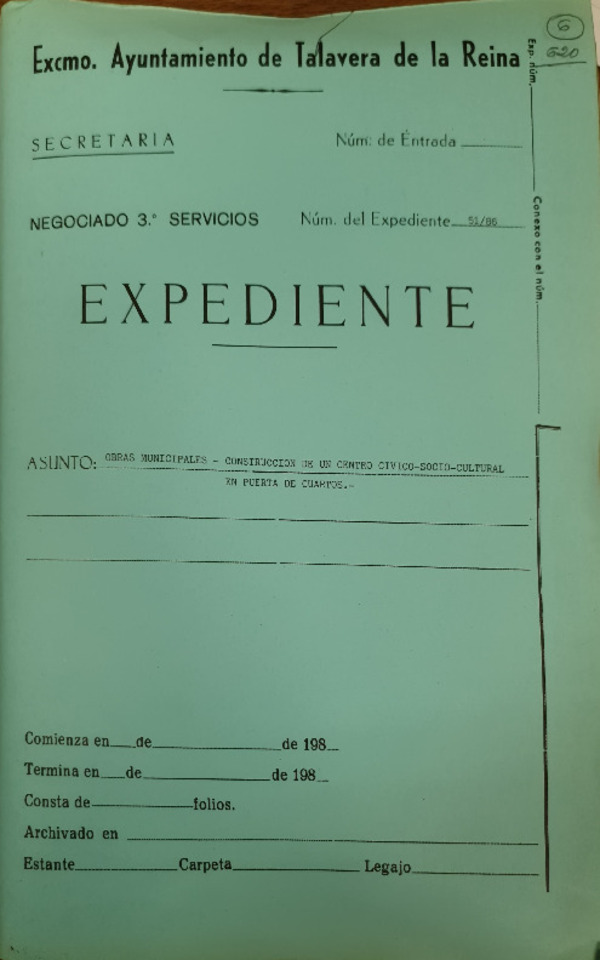 6
620
Excmo. Ayuntamiento de Talavera de la Reina
Exp. núm.
SECRETARIA
Núm. de Entrada
NEGOCIADO 3.º SERVICIOS
Núm. del Expediente 51/86
Conexo con el núm.
EXPEDIENTE
ASUNTO: OBRAS MUNICIPALES - CONSTRUCCION DE UN CENTRO CIVICO-SOCIO-CULTURAL
EN PUERTA DE CUARTOS.-
Comienza en de de 198
Termina en de de 198
Consta de folios.
Archivado en
Estante Carpeta Legajo